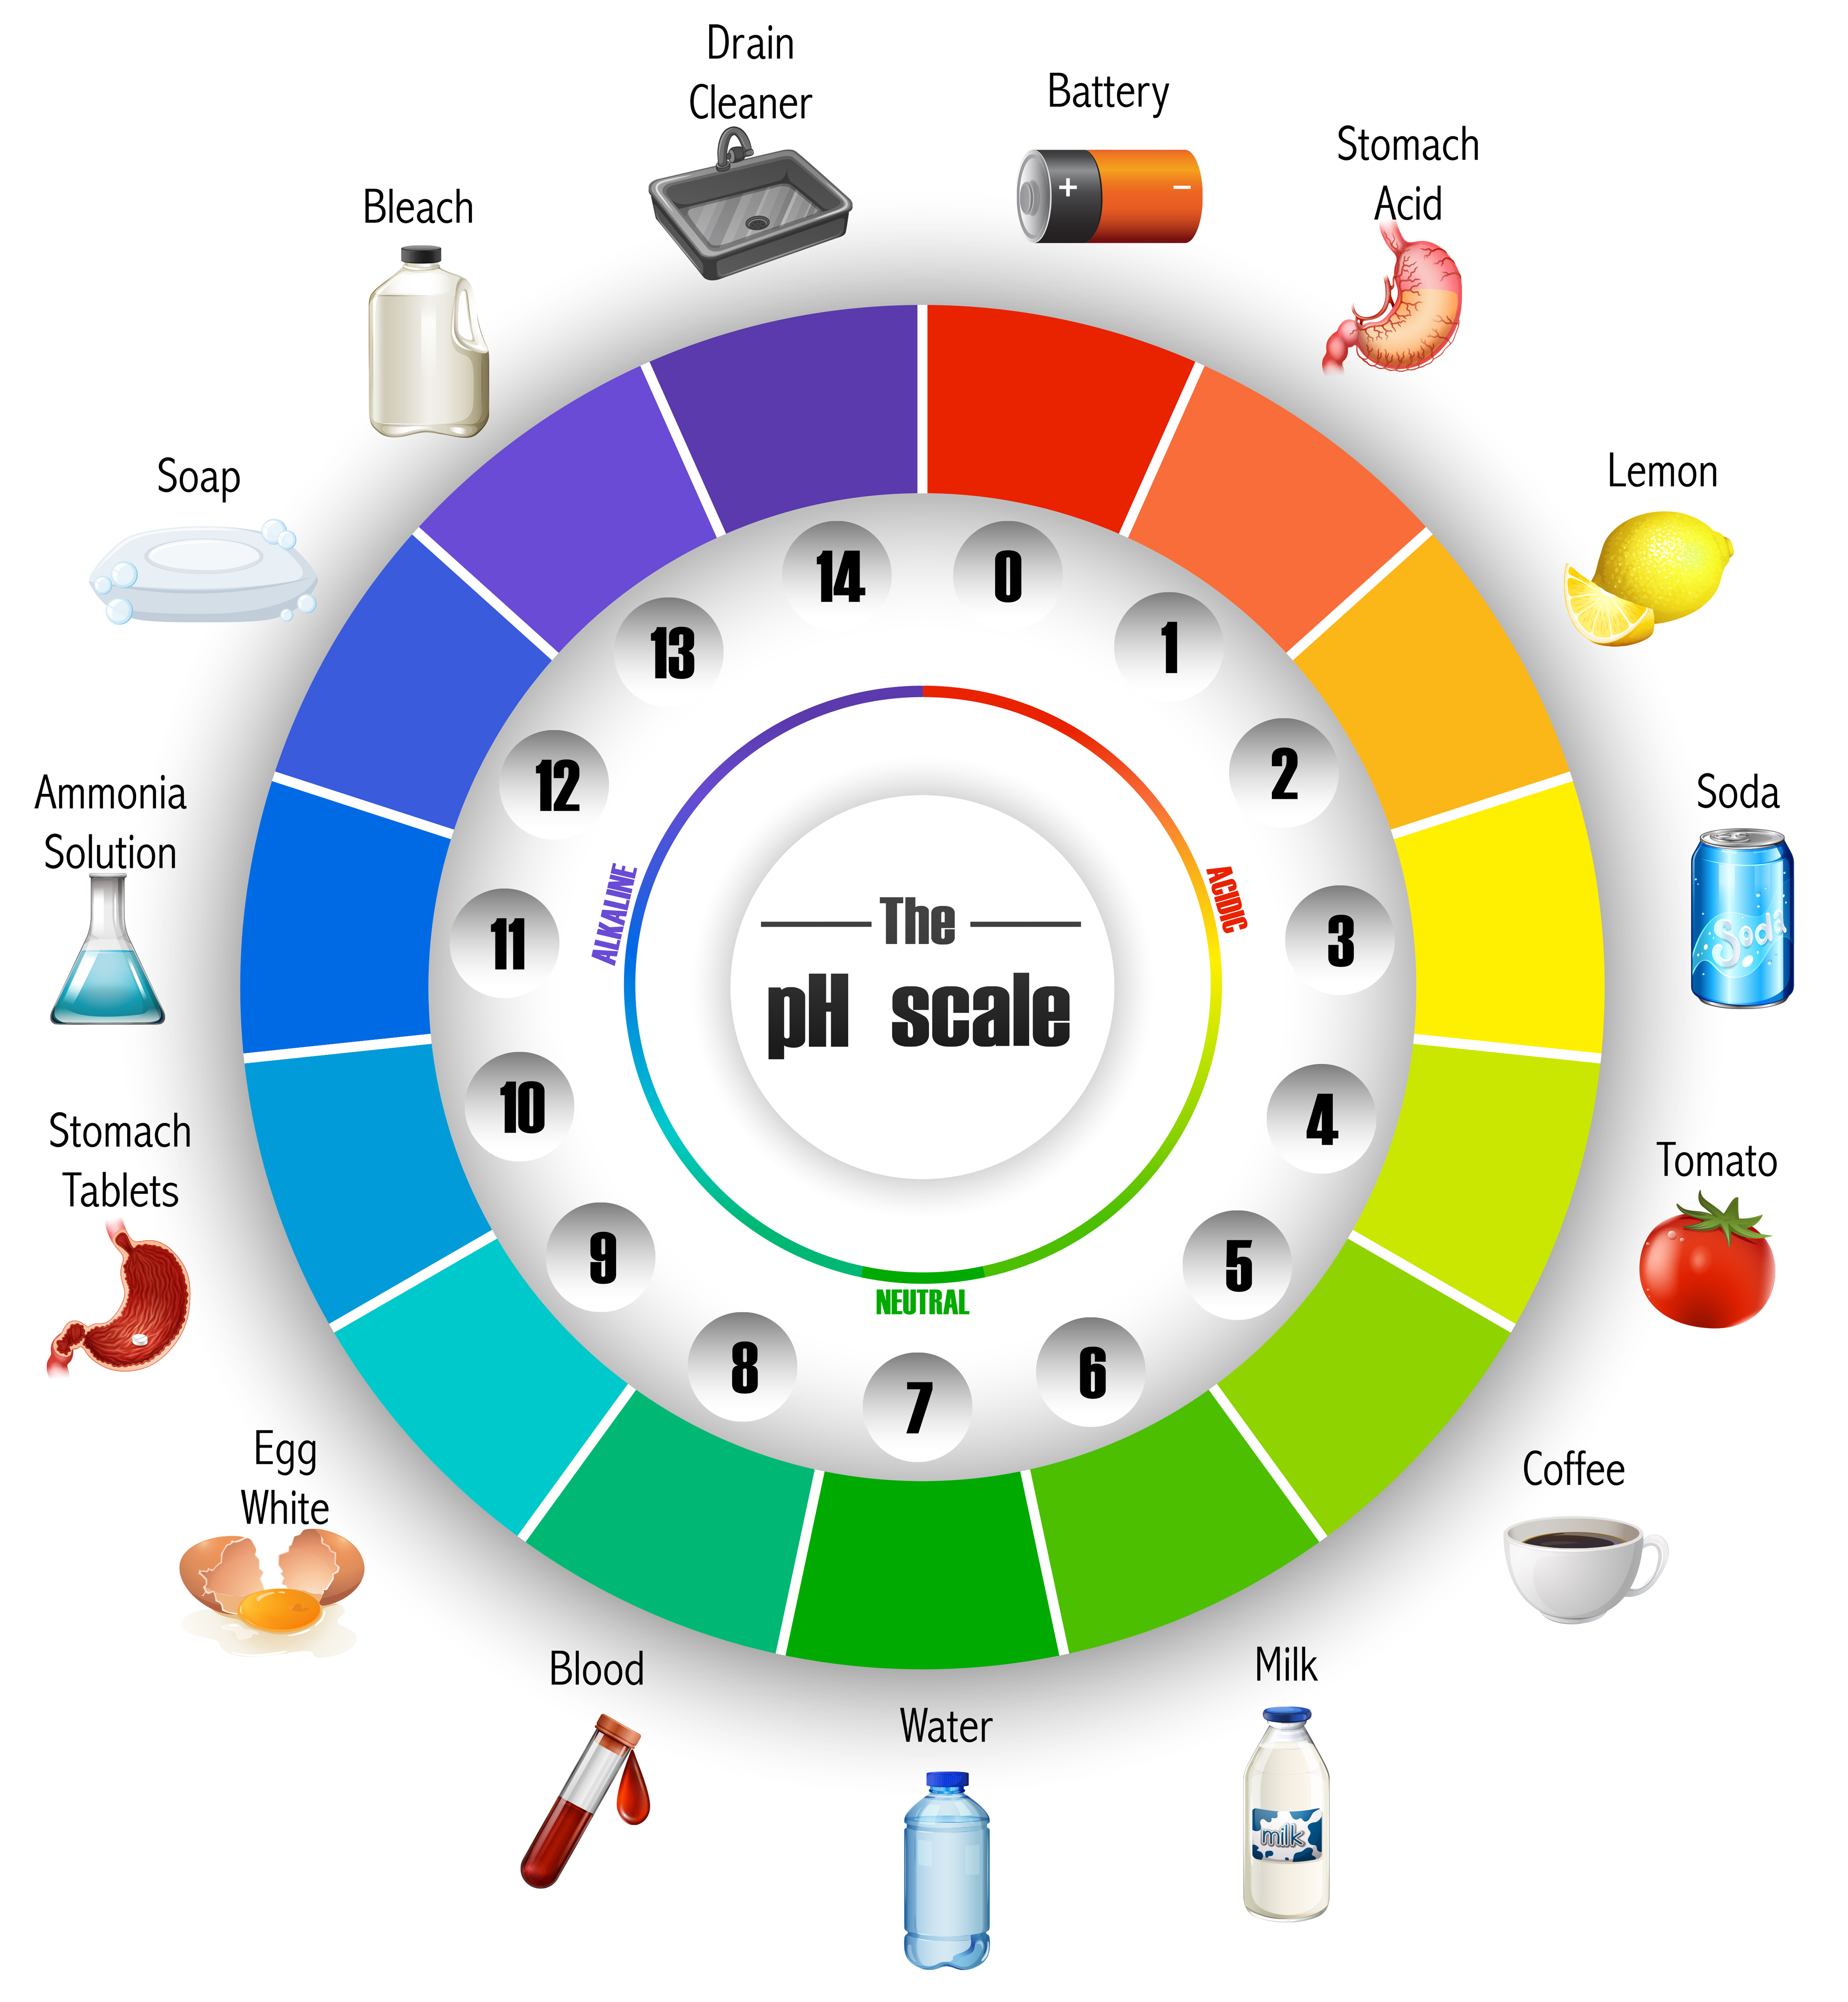 Drain
Cleaner
Battery
Stomach
Acid
Lemon
Soda
Soda
Tomato
Coffee
Milk
milk
Water
Blood
Egg
White
Stomach
Tablets
Ammonia
Solution
Soap
Bleach
+
−
0
1
2
3
4
5
6
7
8
9
10
11
12
13
14
ACIDIC
NEUTRAL
ALKALINE
The
pH scale